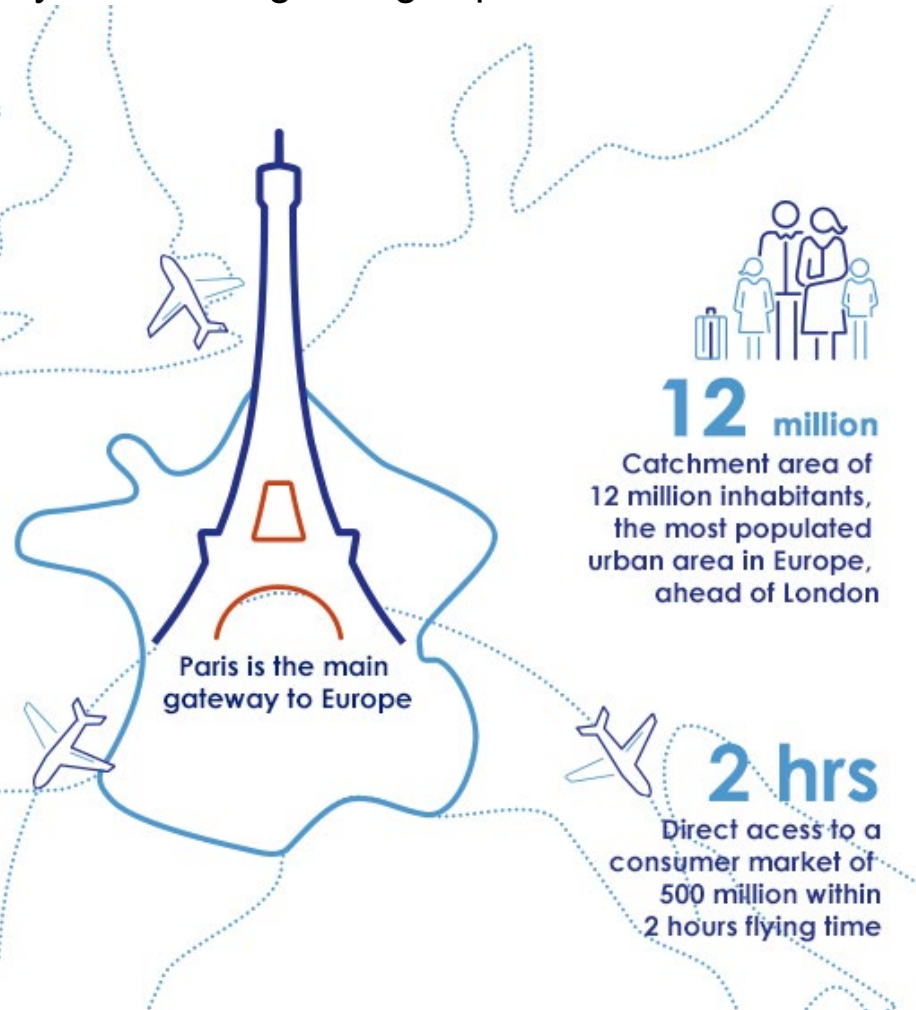 12 million
Catchment area of
12 million inhabitants,
the most populated
urban area in Europe,
ahead of London
Paris is the main
gateway to Europe
2 hrs
Direct acess to a
consumer market of
500 million within
2 hours flying time